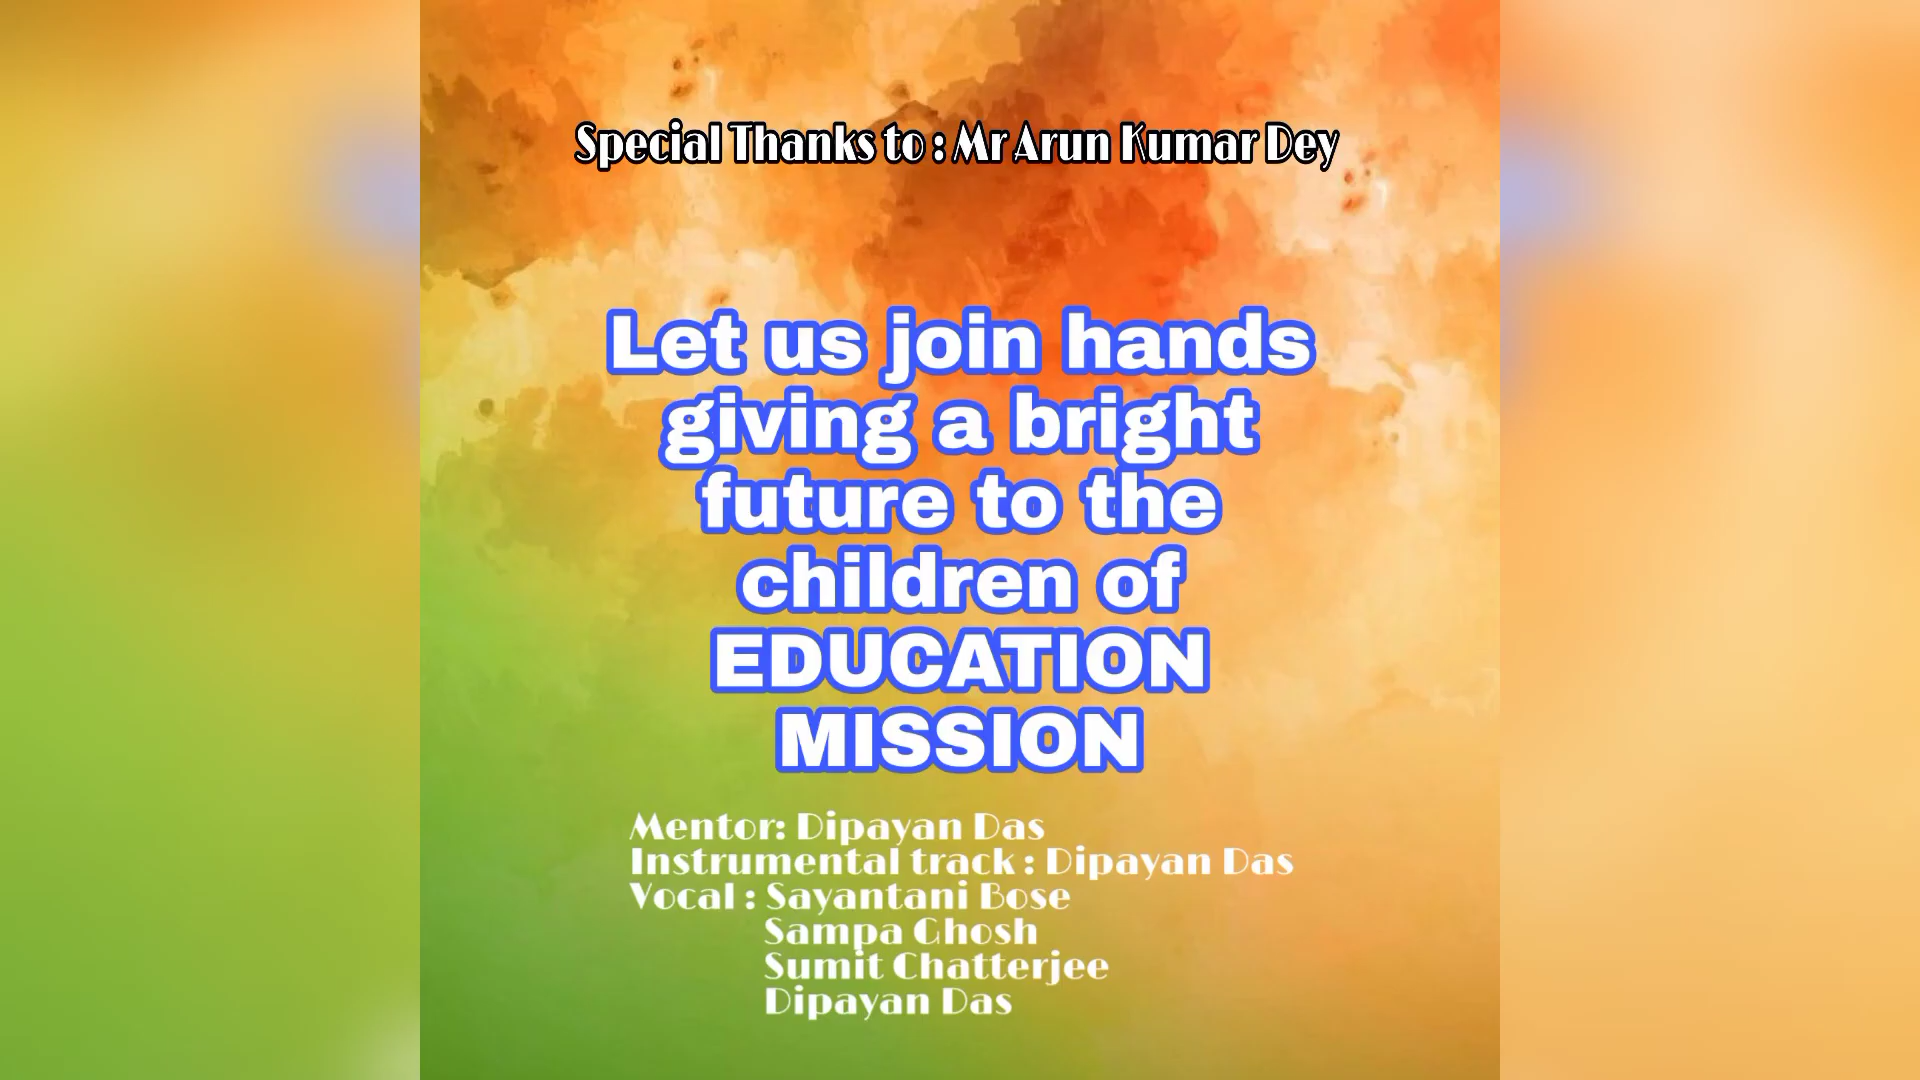 Special Thanks to : Mr Arun Kumar Dey
Let us join hands
giving a bright
future to the
children of
EDUCATION
MISSION
Mentor: Dipayan Das
Instrumental track : Dipayan Das
Vocal : Sayantani Bose
Sampa Ghosh
Sumit Chatterjee
Dipayan Das